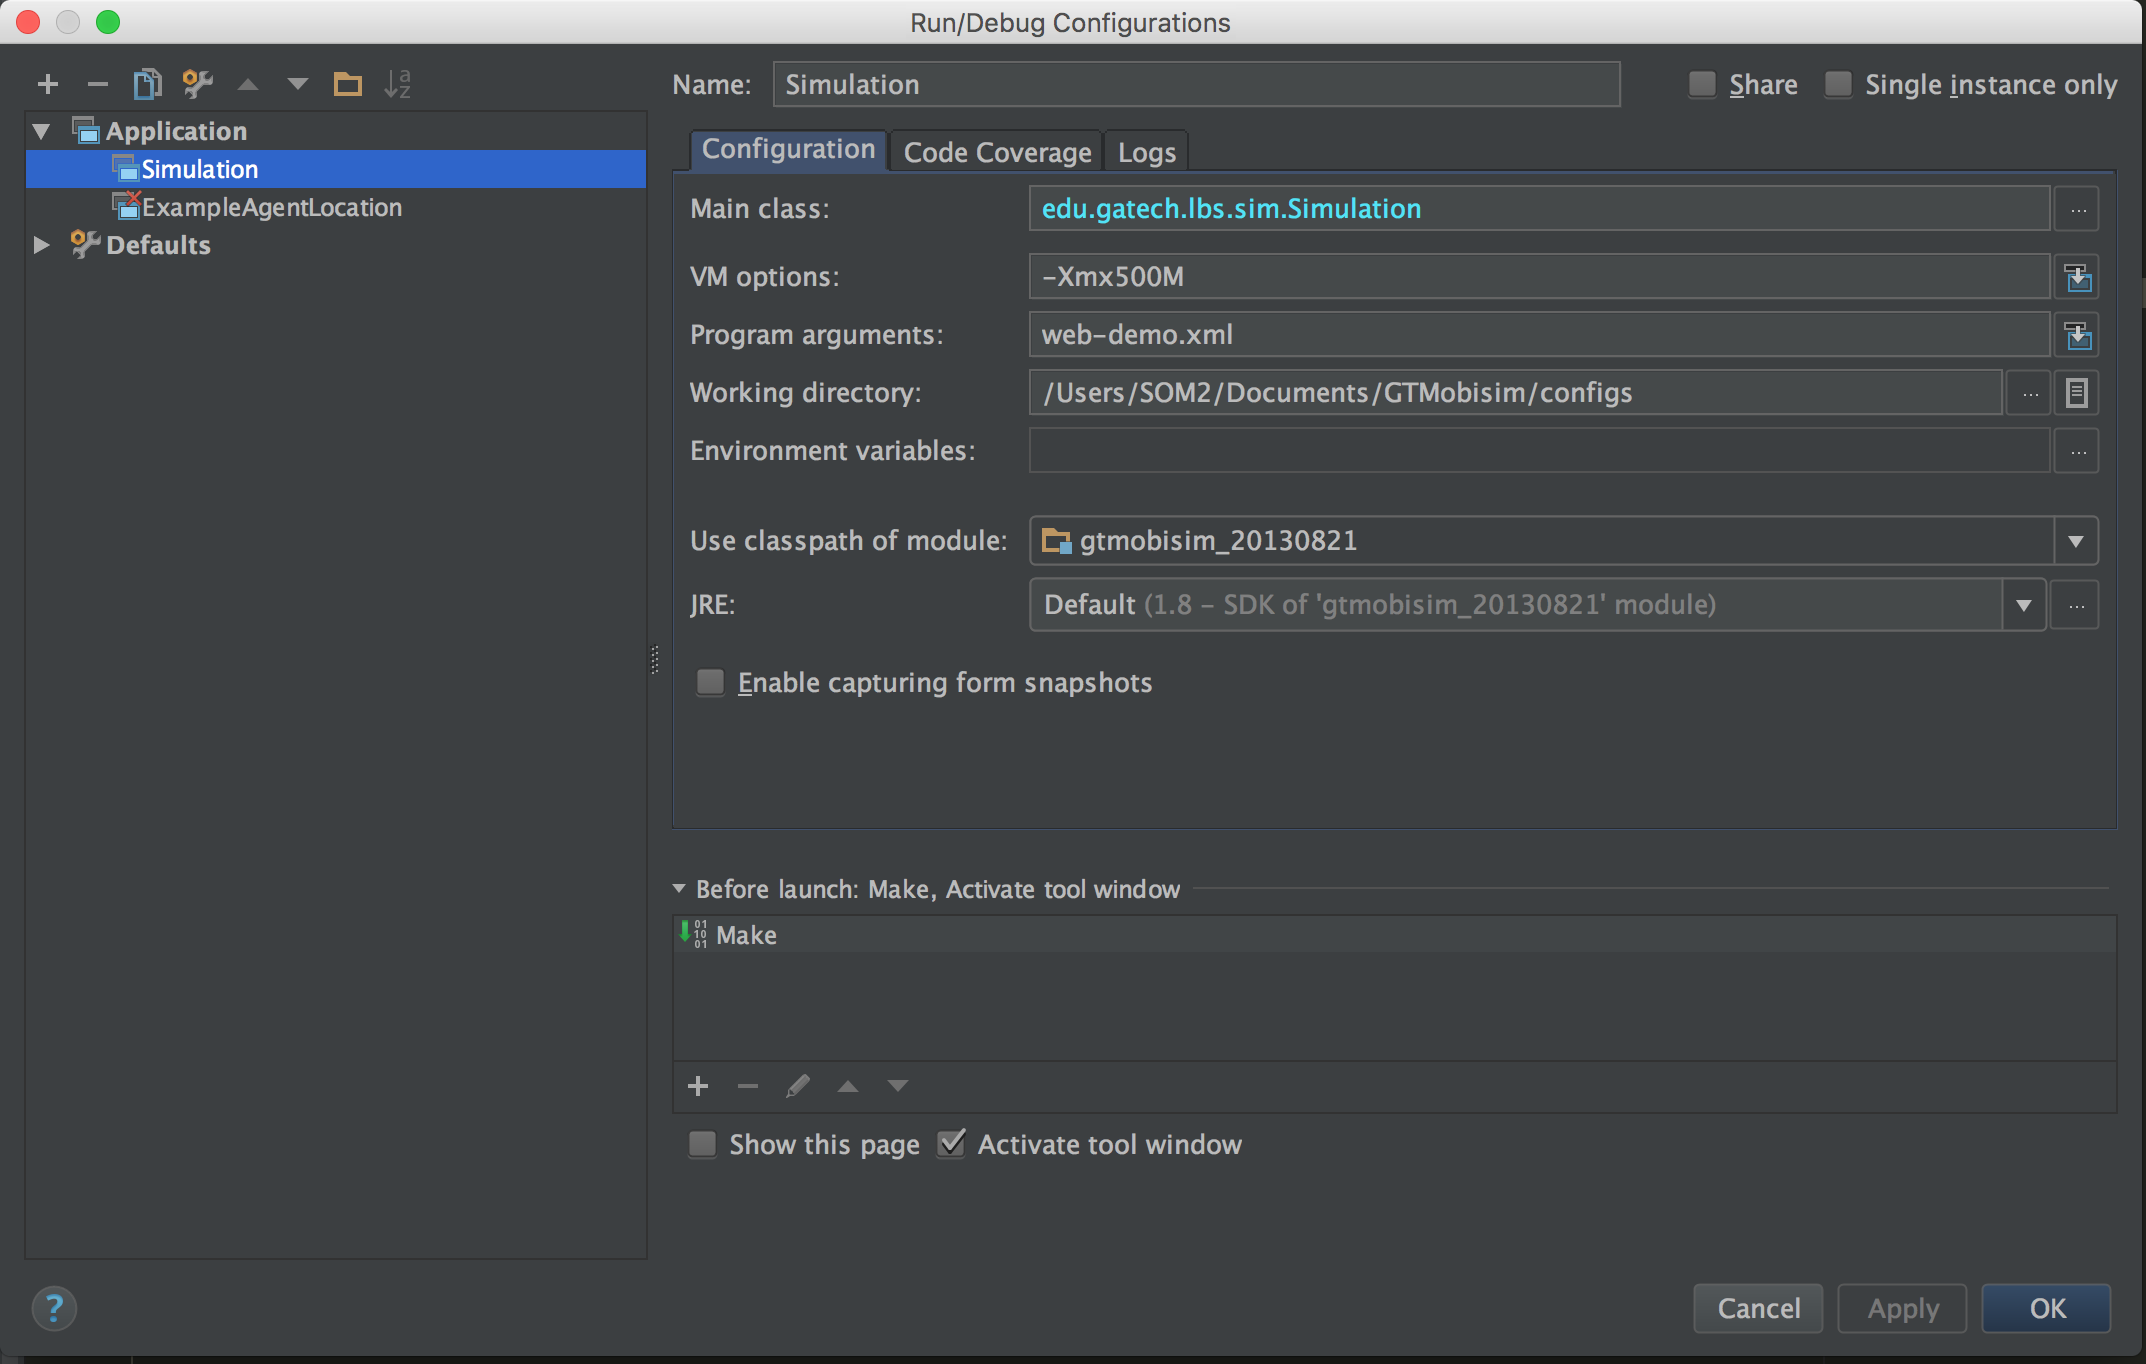 Run/Debug Configurations
Name: Simulation Share Single instance only
Application
Simulation
ExampleAgentLocation
Defaults
Configuration Code Coverage Logs
Main class: edu.gatech.lbs.sim.Simulation ...
VM options: -Xmx500M
Program arguments: web-demo.xml
Working directory: /Users/SOM2/Documents/GTMobisim/configs ...
Environment variables: ...
Use classpath of module: gtmobisim_20130821
JRE: Default (1.8 - SDK of 'gtmobisim_20130821' module) ...
Enable capturing form snapshots
Before launch: Make, Activate tool window
Make
Show this page Activate tool window
? Cancel Apply OK